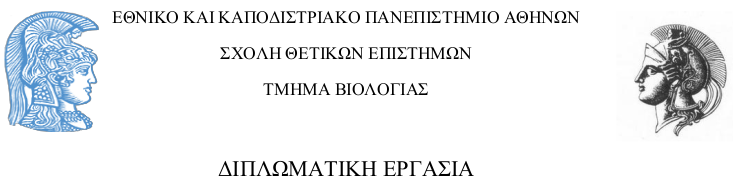 ΕΘΝΙΚΟ ΚΑΙ ΚΑΠΟΔΙΣΤΡΙΑΚΟ ΠΑΝΕΠΙΣΤΗΜΙΟ ΑΘΗΝΩΝ
ΣΧΟΛΗ ΘΕΤΙΚΩΝ ΕΠΙΣΤΗΜΩΝ
ΤΜΗΜΑ ΒΙΟΛΟΓΙΑΣ
ΔΙΠΛΩΜΑΤΙΚΗ ΕΡΓΑΣΙΑ